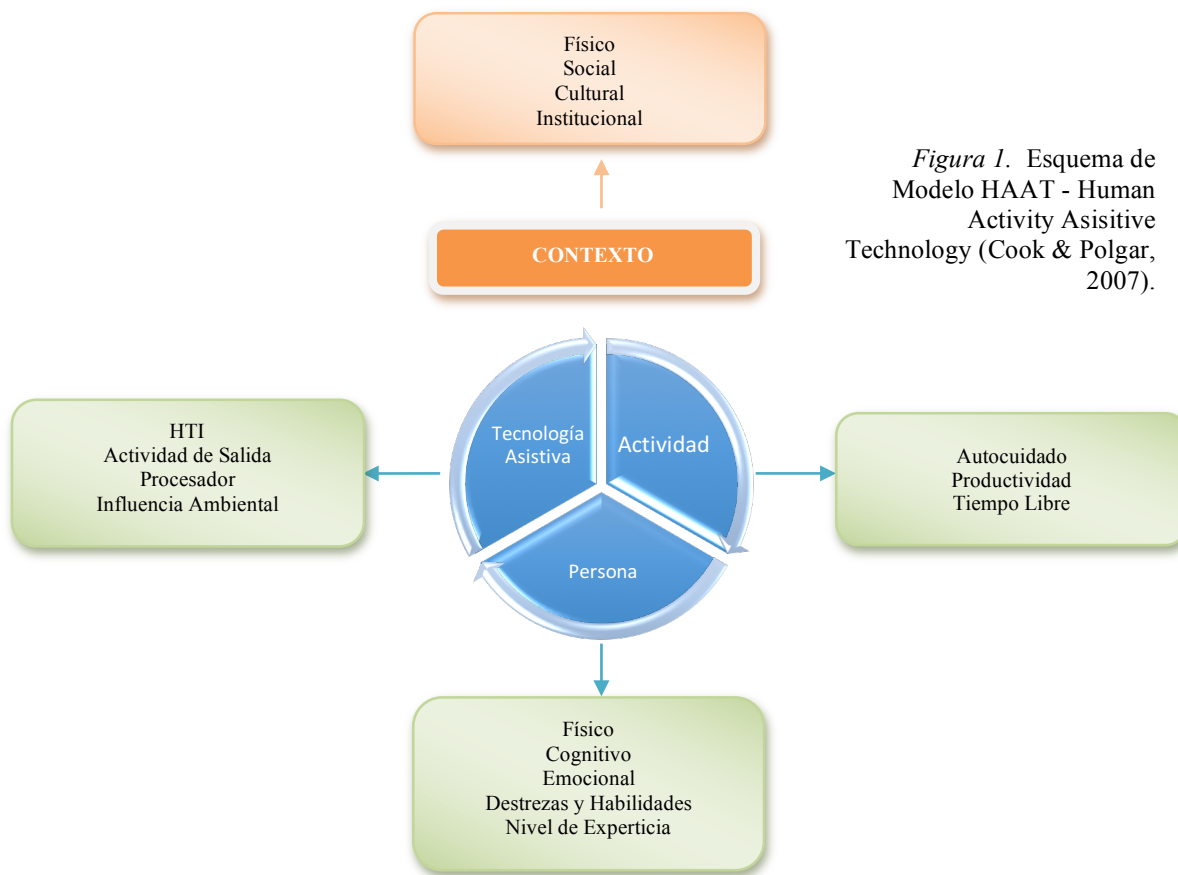 Físico
Social
Cultural
Institucional
Figura 1. Esquema de
Modelo HAAT - Human
Activity Asisitive
Technology (Cook & Polgar,
2007).
CONTEXTO
Tecnología
Asistiva
Actividad
Persona
HTI
Actividad de Salida
Procesador
Influencia Ambiental
Autocuidado
Productividad
Tiempo Libre
Físico
Cognitivo
Emocional
Destrezas y Habilidades
Nivel de Experticia